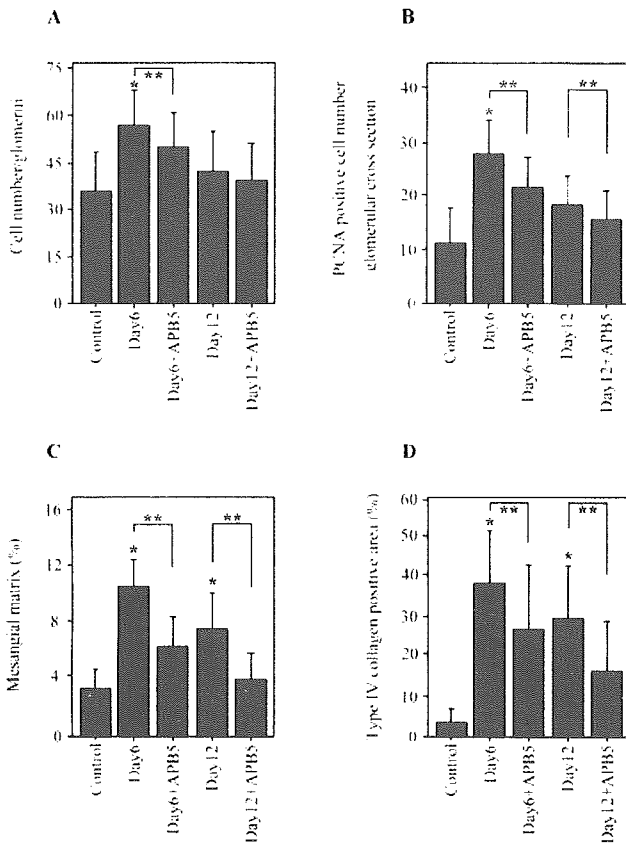 A
Cell number/glomeruli
75
60
45
30
15
0
*
**
Control
Day6
Day6+APB5
Day12
Day12+APB5
B
PCNA positive cell number
glomerular cross section
40
30
20
10
0
*
**
**
Control
Day6
Day6+APB5
Day12
Day12+APB5
C
Mesangial matrix (%)
16
12
8
4
0
*
**
*
**
Control
Day6
Day6+APB5
Day12
Day12+APB5
D
Type IV collagen positive area (%)
60
50
40
30
20
10
0
*
**
*
**
Control
Day6
Day6+APB5
Day12
Day12+APB5